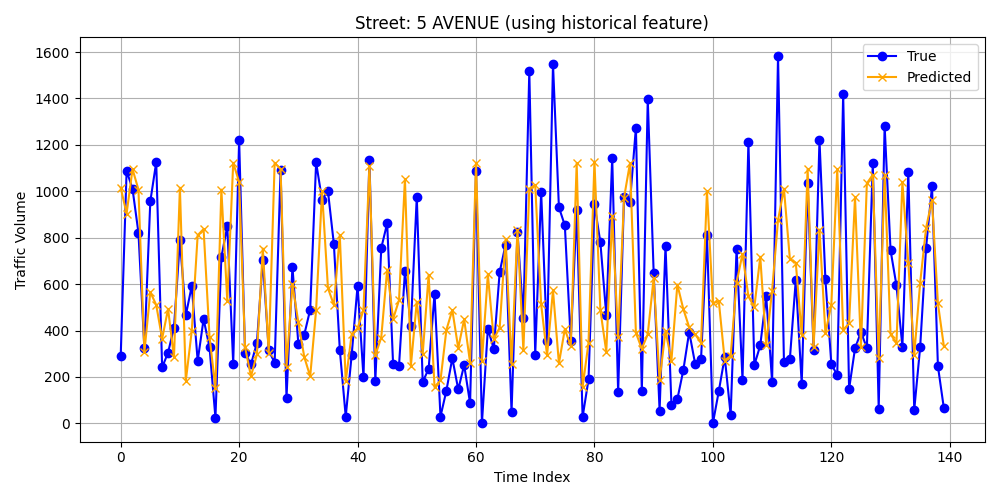 Street: 5 AVENUE (using historical feature)
True
Predicted
Traffic Volume
1600
1400
1200
1000
800
600
400
200
0
0 20 40 60 80 100 120 140
Time Index